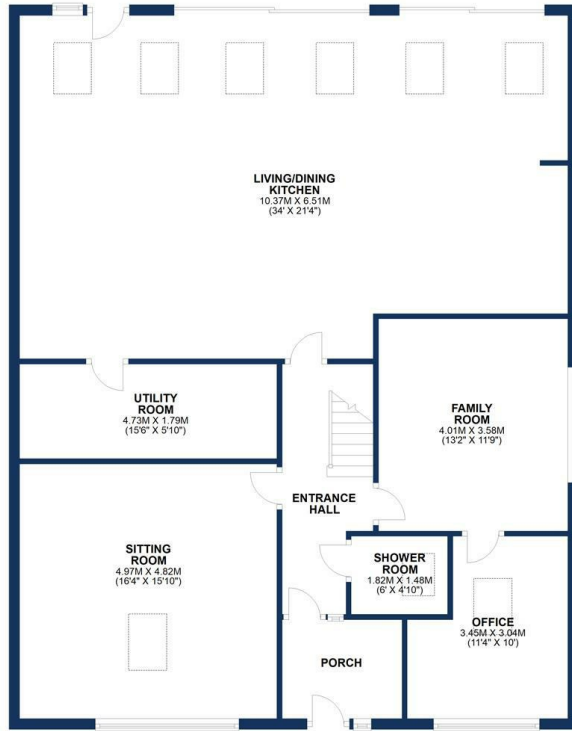 LIVING/DINING
KITCHEN
10.37M X 6.51M
(34' X 21'4")
UTILITY
ROOM
4.73M X 1.79M
(15'6" X 5'10")
FAMILY
ROOM
4.01M X 3.58M
(13'2" X 11'9")
ENTRANCE
HALL
SITTING
ROOM
4.97M X 4.82M
(16'4" X 15'10")
SHOWER
ROOM
1.82M X 1.48M
(6' X 4'10")
OFFICE
3.45M X 3.04M
(11'4" X 10')
PORCH